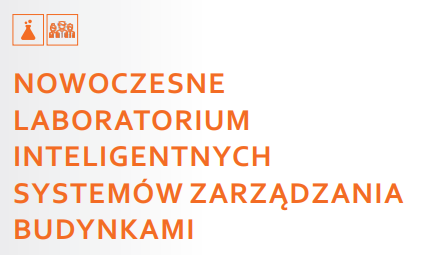 NOWOCZESNE
LABORATORIUM
INTELIGENTNYCH
SYSTEMÓW ZARZĄDZANIA
BUDYNKAMI